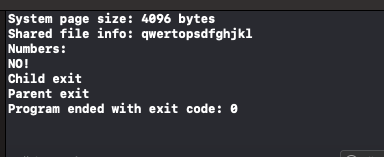 System page size: 4096 bytes
Shared file info: qwertopsdfghjkl
Numbers:
NO!
Child exit
Parent exit
Program ended with exit code: 0